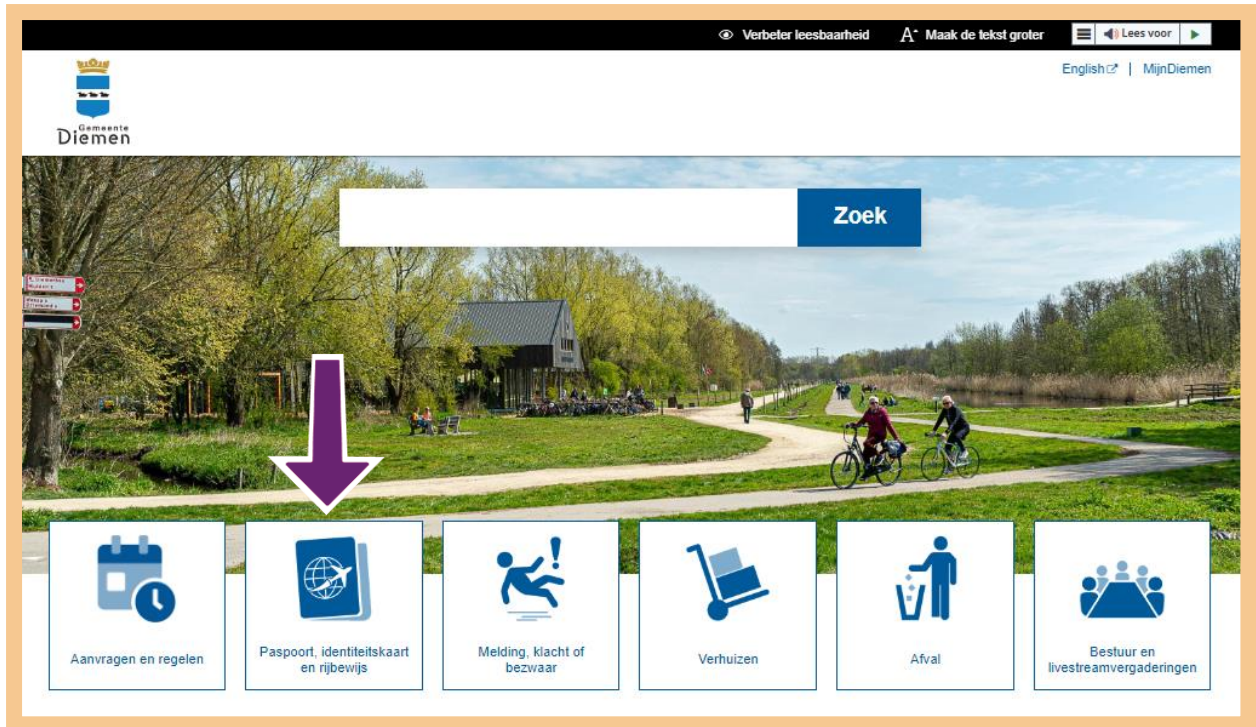 Verbeter leesbaarheid A+ Maak de tekst groter Lees voor
English | MijnDiemen
Gemeente
Diemen
Zoek
Aanvragen en regelen
Paspoort, identiteitskaart
en rijbewijs
Melding, klacht of
bezwaar
Verhuizen
Afval
Bestuur en
livestreamvergaderingen